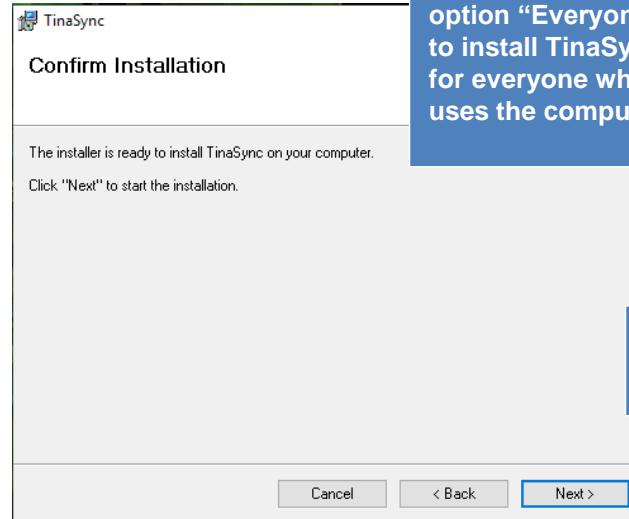 TinaSync
Confirm Installation
The installer is ready to install TinaSync on your computer.
Click "Next" to start the installation.
Cancel
< Back
Next >
option “Everyon
to install TinaSy
for everyone wh
uses the compu